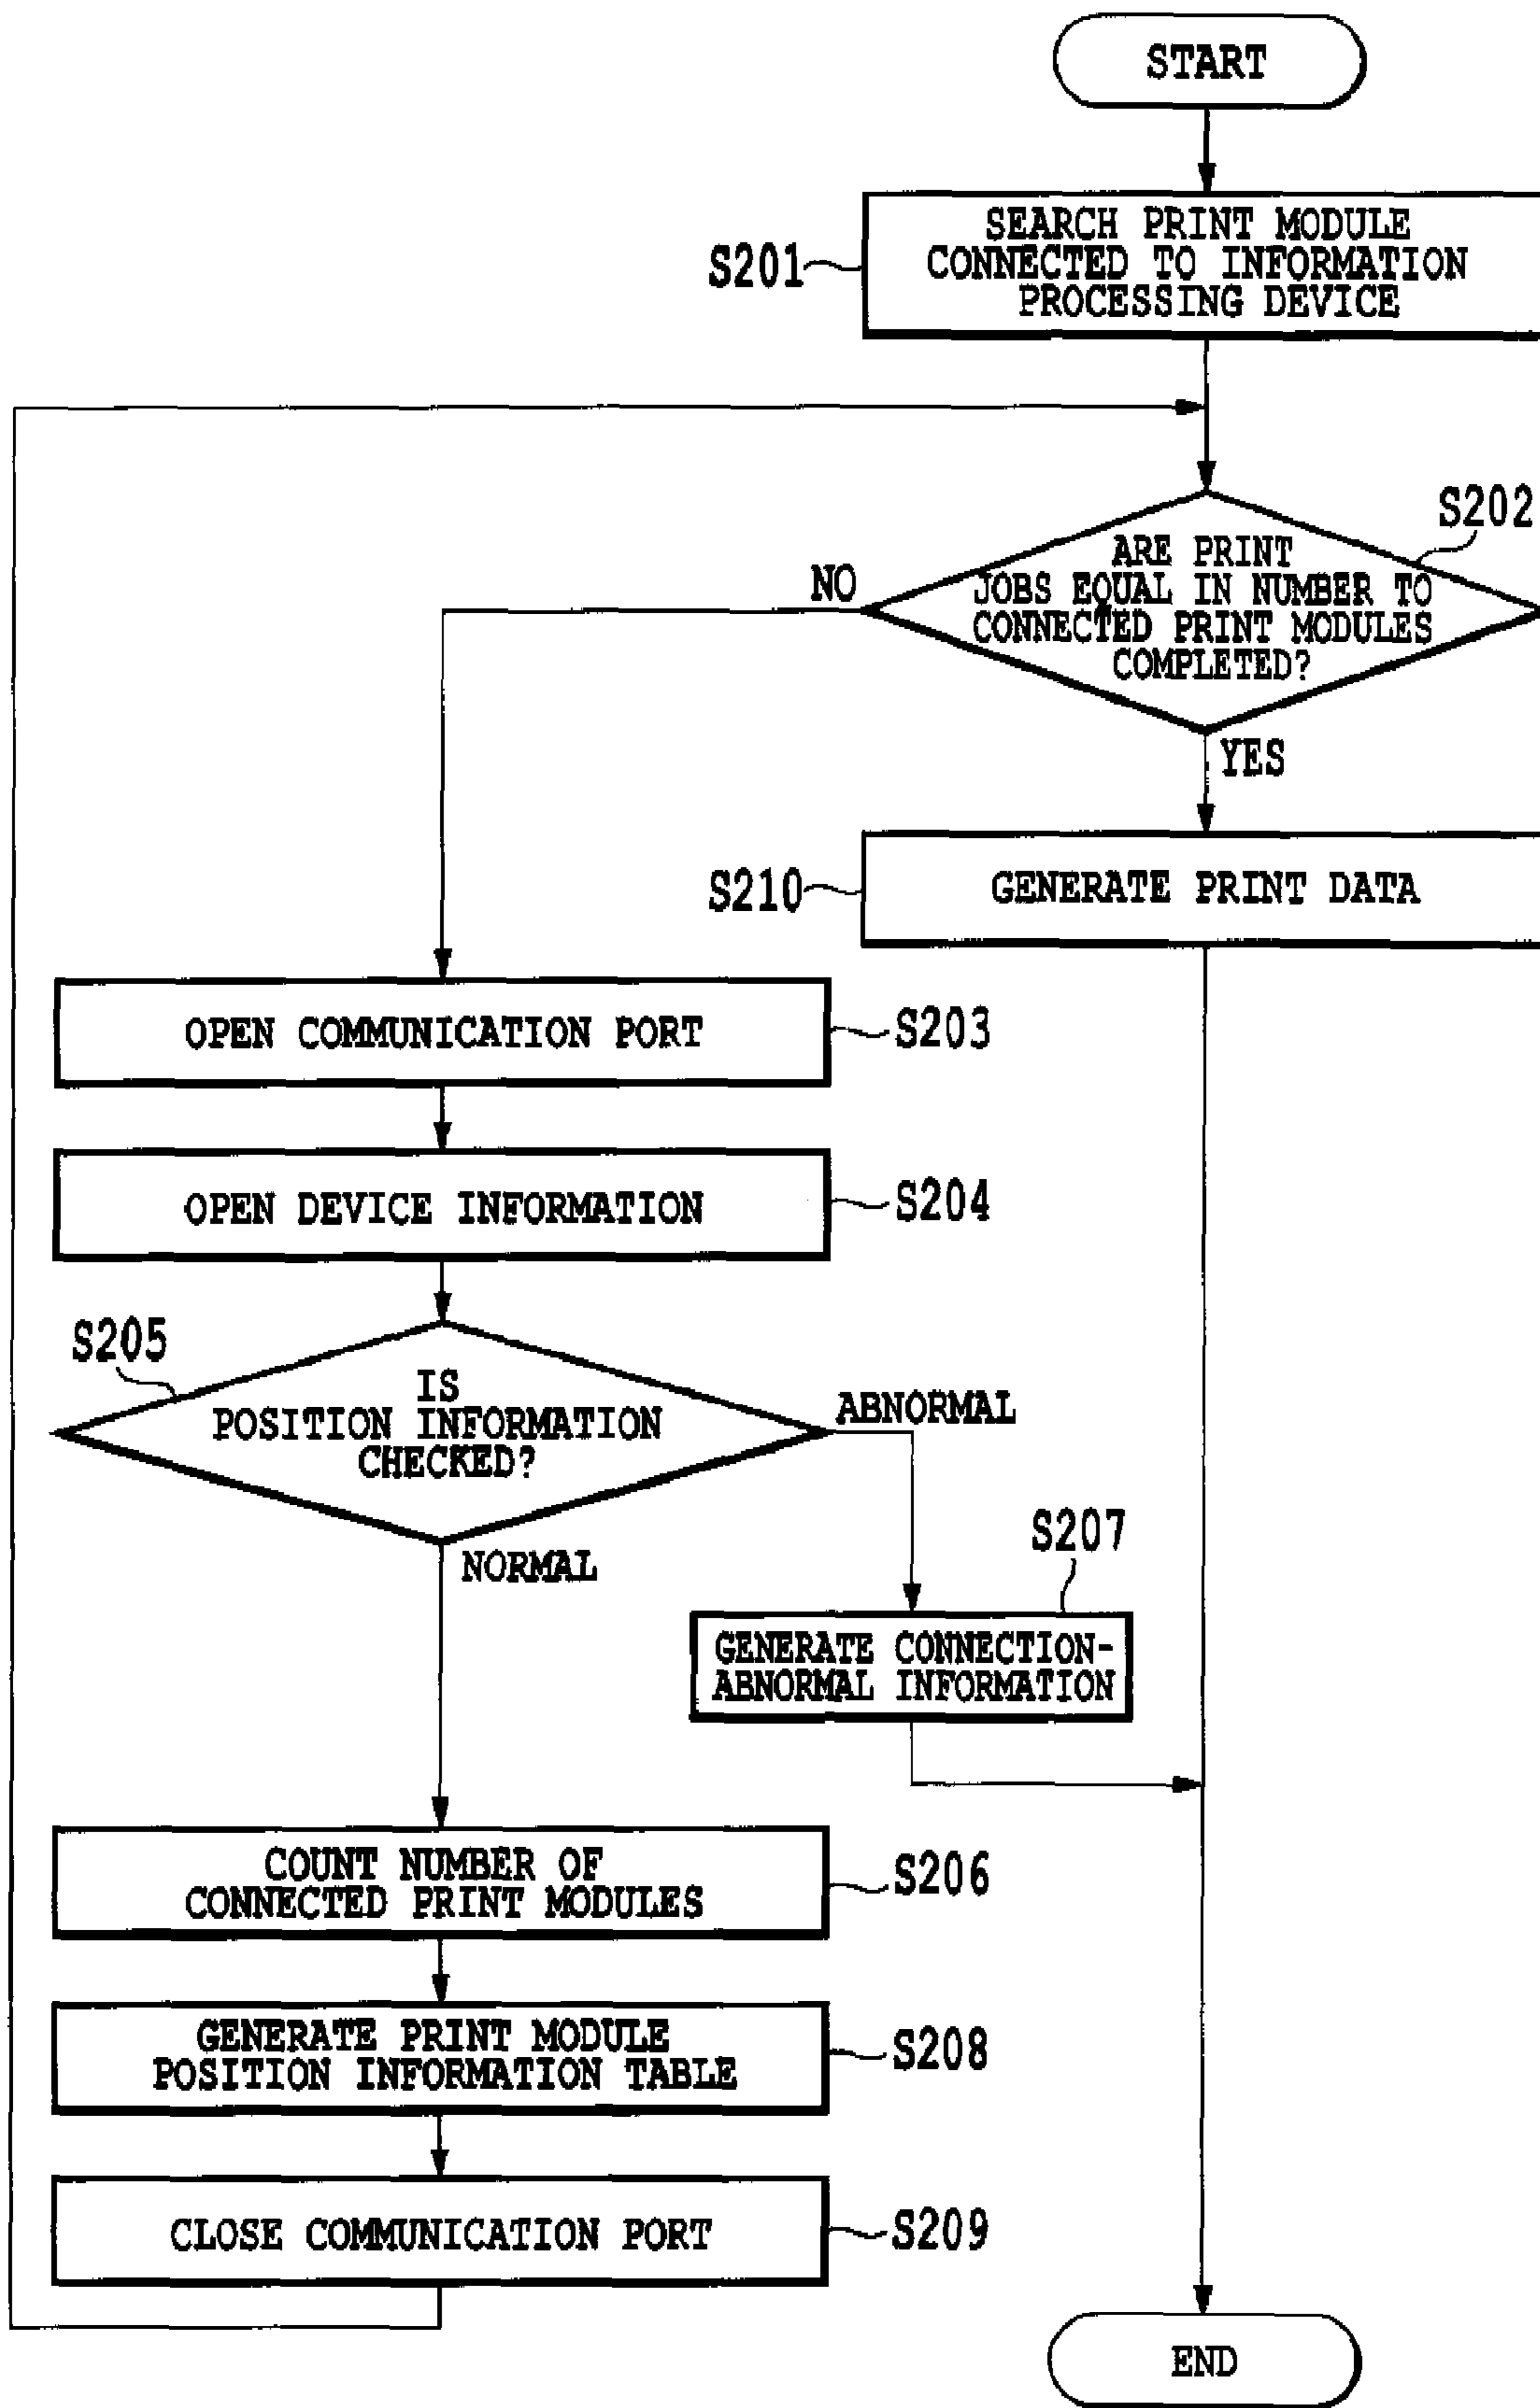 START
S201
SEARCH PRINT MODULE
CONNECTED TO INFORMATION
PROCESSING DEVICE
S202
ARE PRINT
JOBS EQUAL IN NUMBER TO
CONNECTED PRINT MODULES
COMPLETED?
NO
YES
S210
GENERATE PRINT DATA
OPEN COMMUNICATION PORT
S203
OPEN DEVICE INFORMATION
S204
S205
IS
POSITION INFORMATION
CHECKED?
ABNORMAL
NORMAL
S207
GENERATE CONNECTION-
ABNORMAL INFORMATION
COUNT NUMBER OF
CONNECTED PRINT MODULES
S206
GENERATE PRINT MODULE
POSITION INFORMATION TABLE
S208
CLOSE COMMUNICATION PORT
S209
END